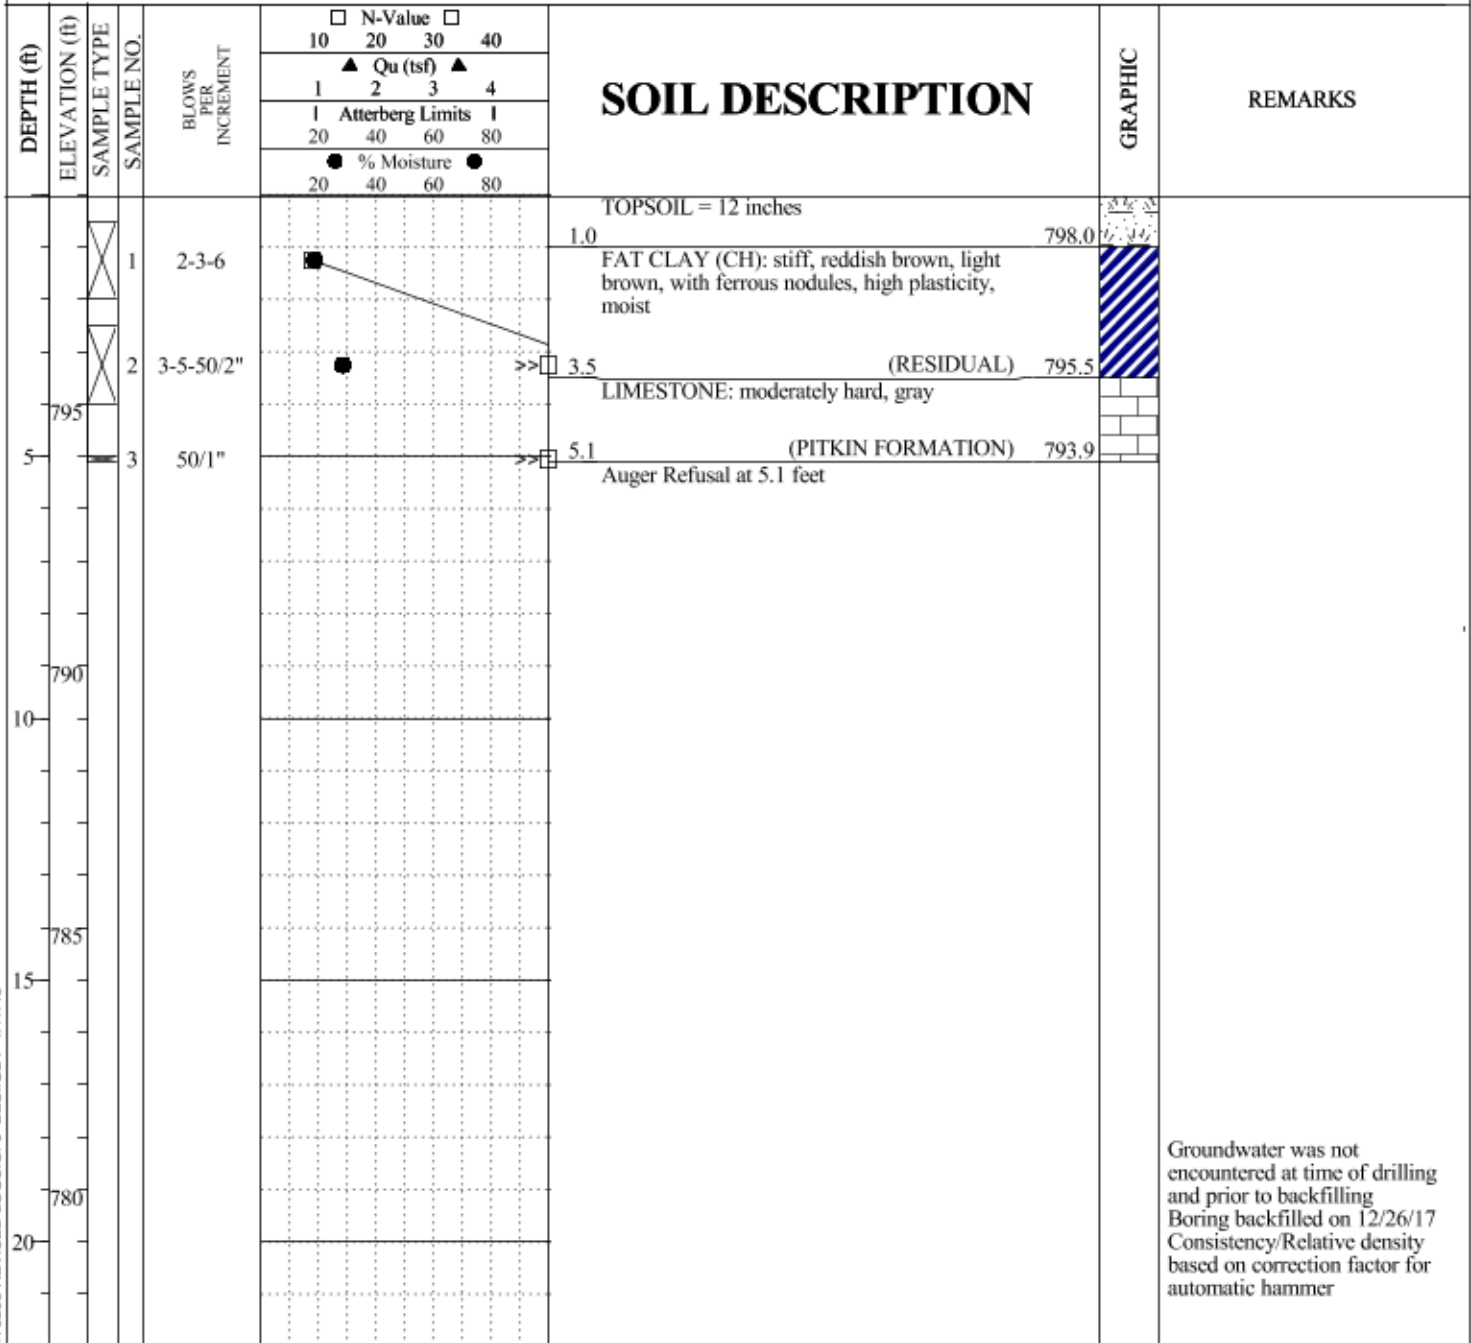 DEPTH (ft)
ELEVATION (ft)
SAMPLE TYPE
SAMPLE NO.
BLOWS
PER
INCREMENT
N-Value
10 20 30 40
Qu (tsf)
1 2 3 4
Atterberg Limits
20 40 60 80
% Moisture
20 40 60 80
SOIL DESCRIPTION
GRAPHIC
REMARKS
TOPSOIL = 12 inches
1.0 798.0
1 2-3-6
FAT CLAY (CH): stiff, reddish brown, light
brown, with ferrous nodules, high plasticity,
moist
2 3-5-50/2" >> 3.5 (RESIDUAL) 795.5
LIMESTONE: moderately hard, gray
795
5 3 50/1" >> 5.1 (PITKIN FORMATION) 793.9
Auger Refusal at 5.1 feet
790
10
785
15
780
20
Groundwater was not
encountered at time of drilling
and prior to backfilling
Boring backfilled on 12/26/17
Consistency/Relative density
based on correction factor for
automatic hammer